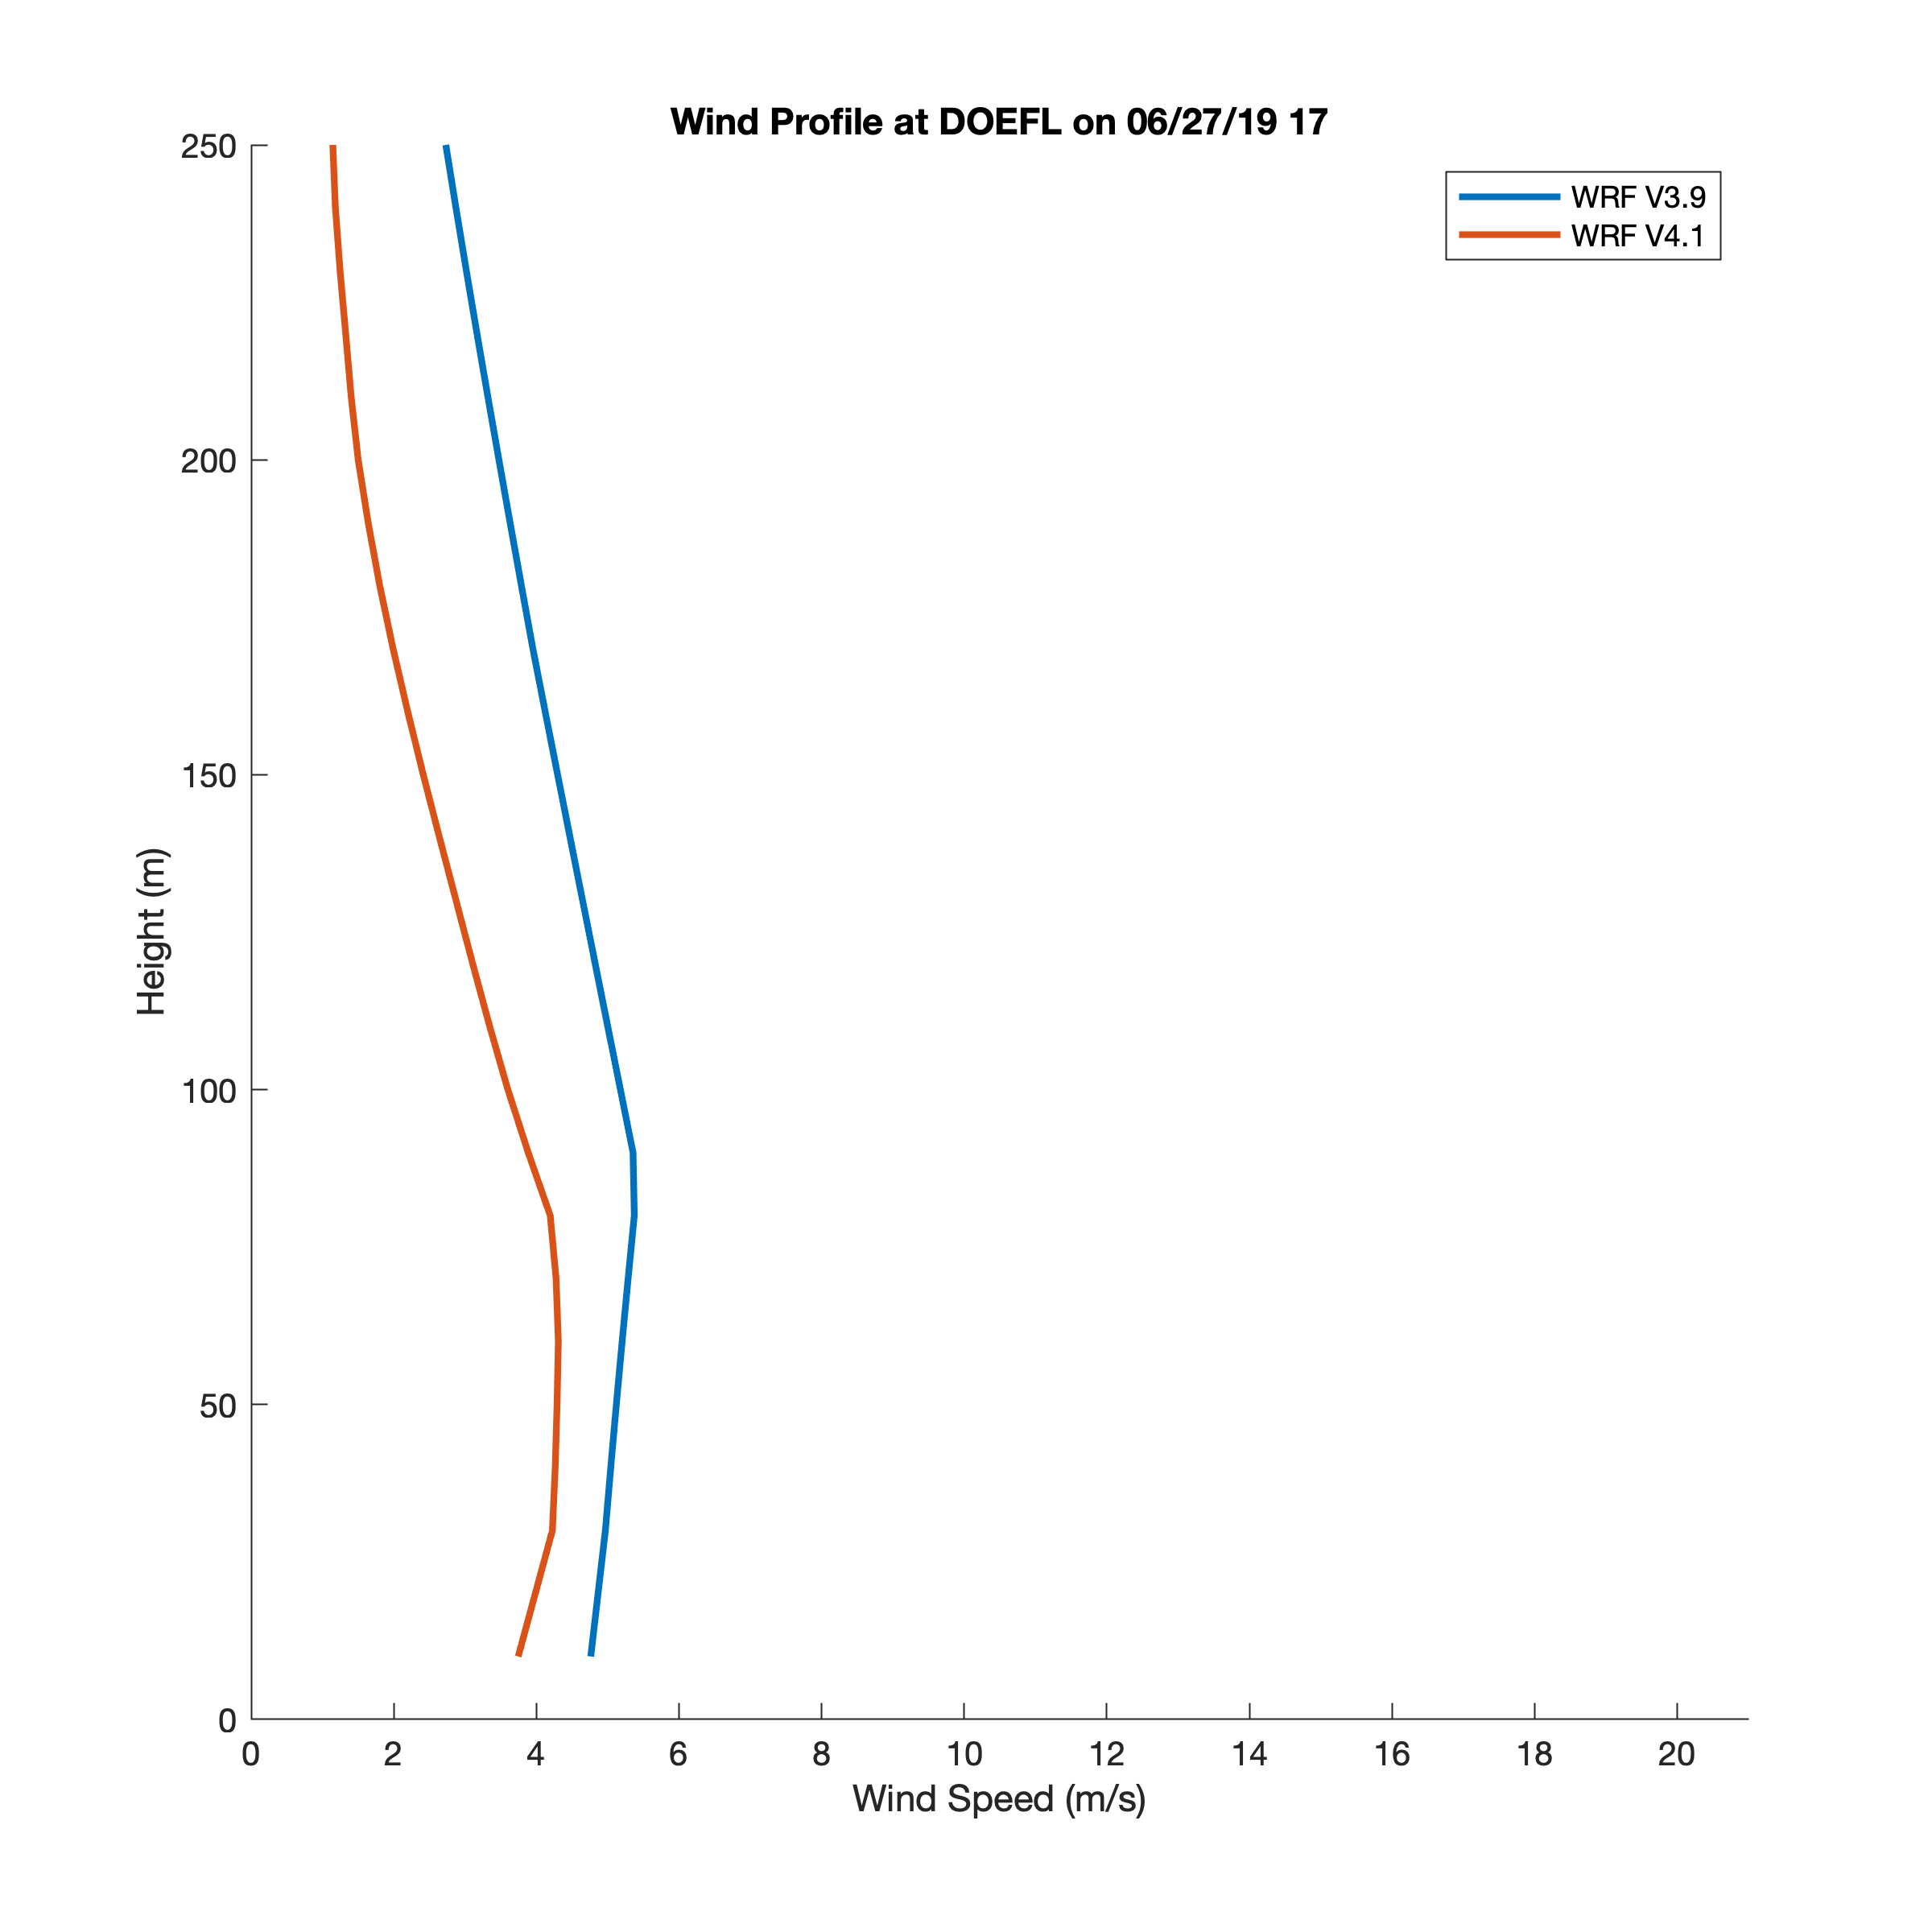 Wind Profile at DOEFL on 06/27/19 17
WRF V3.9
WRF V4.1
250
200
150
100
50
0
Height (m)
0 2 4 6 8 10 12 14 16 18 20
Wind Speed (m/s)